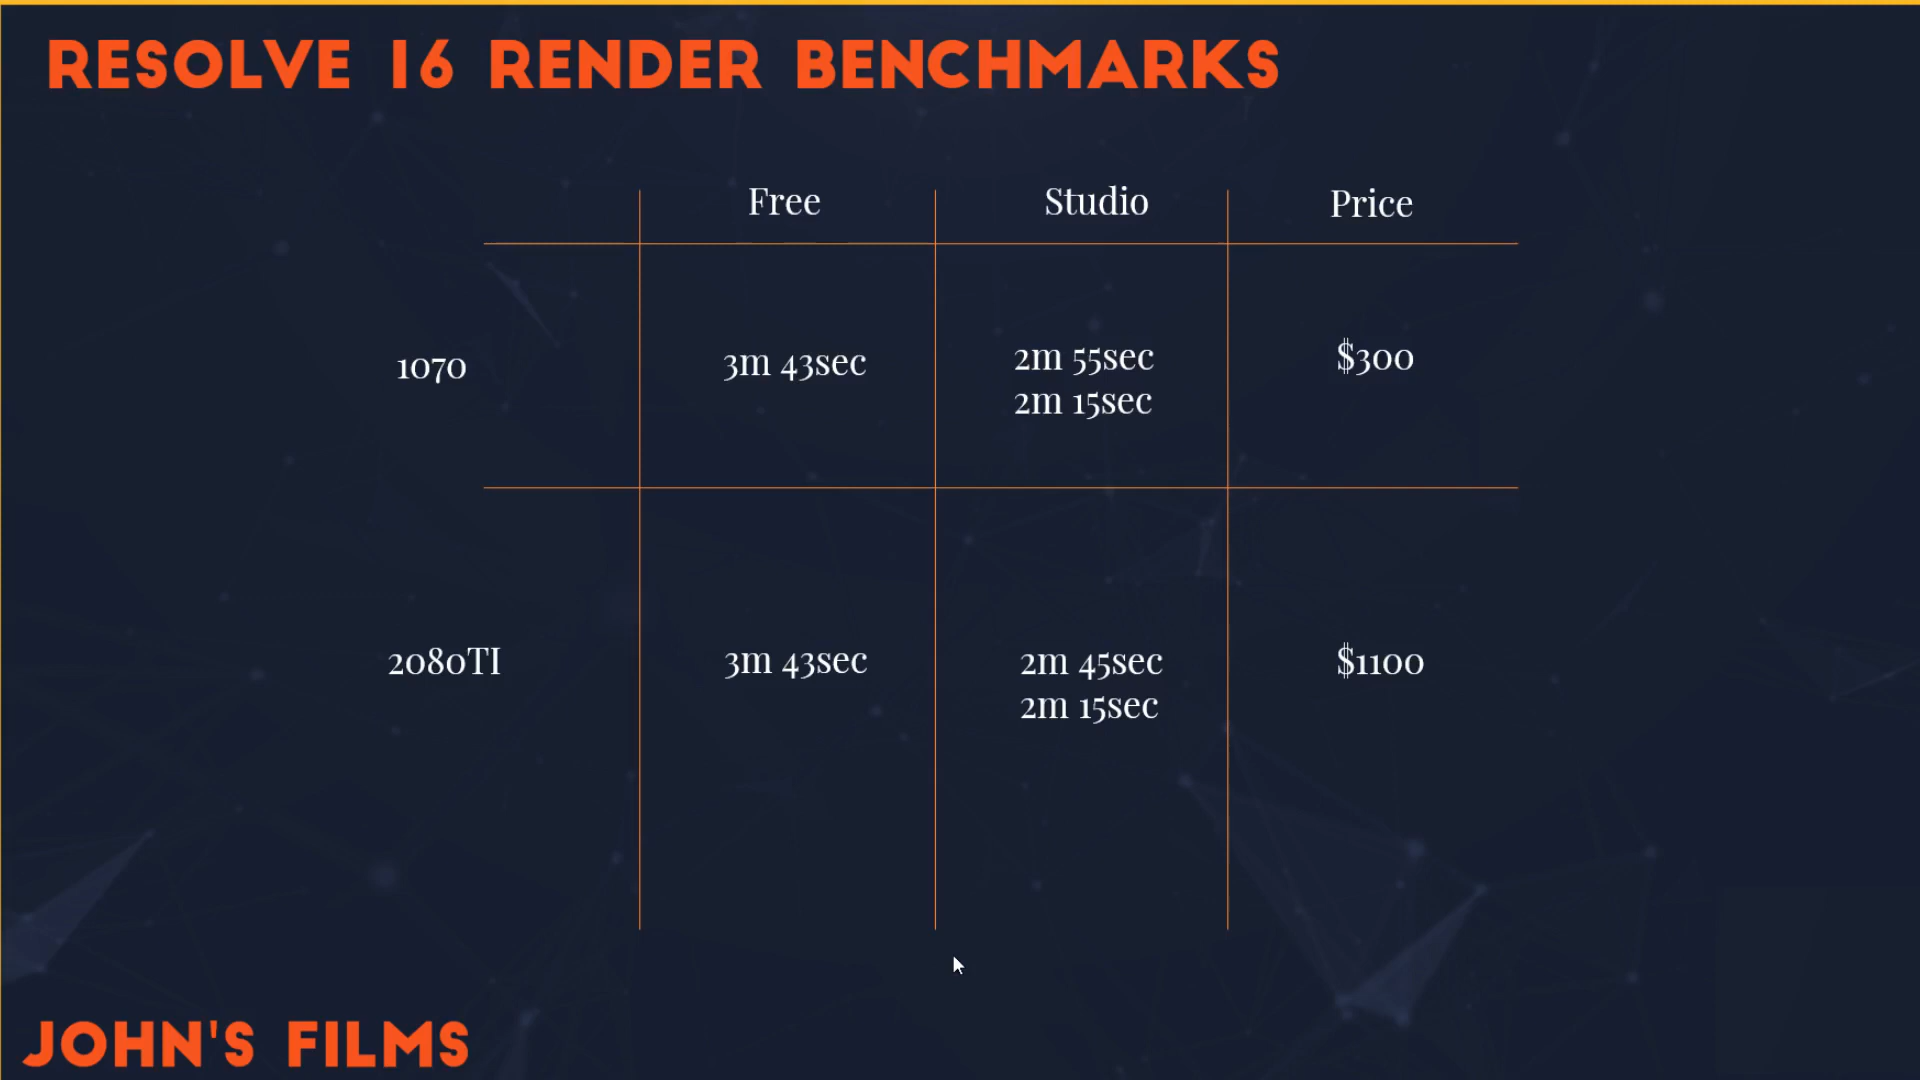 RESOLVE 16 RENDER BENCHMARKS
Free Studio Price
1070 3m 43sec 2m 55sec $300
2m 15sec
2080TI 3m 43sec 2m 45sec $1100
2m 15sec
JOHN'S FILMS